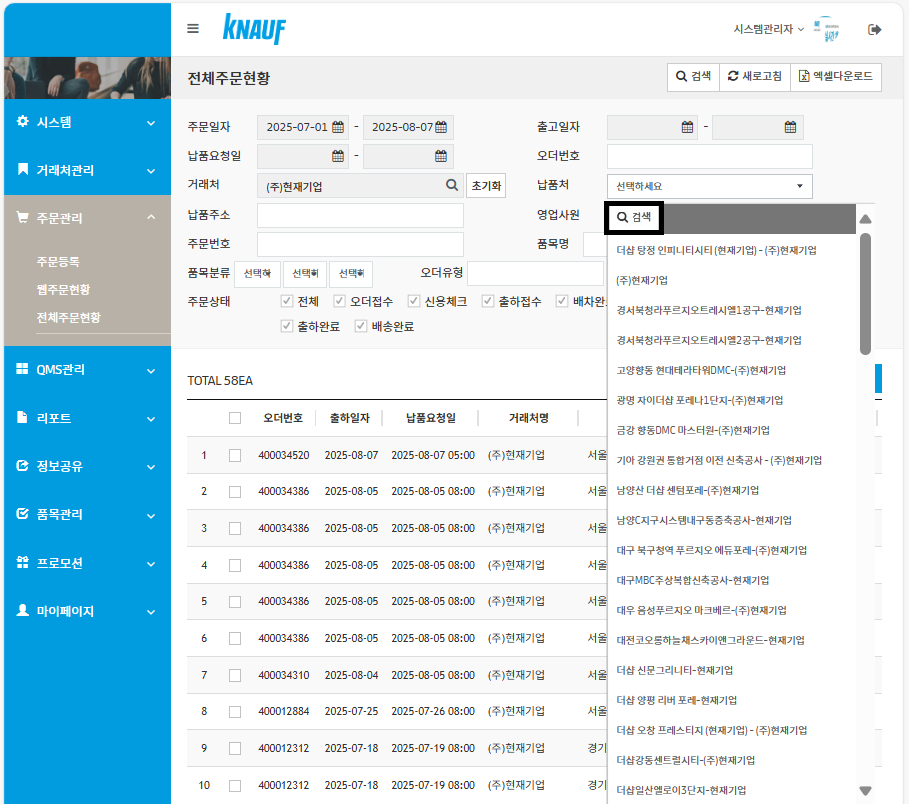 KNAUF
시스템관리자
전체주문현황
검색 새로고침 엑셀다운로드
시스템
거래처관리
주문관리
주문등록
웹주문현황
전체주문현황
QMS관리
리포트
정보공유
품목관리
프로모션
마이페이지
주문일자 2025-07-01 - 2025-08-07 출고일자 -
납품요청일 - 오더번호
거래처 (주)현재기업 초기화 납품처 선택하세요
납품주소 영업사원
주문번호 품목명
품목분류 선택하 선택하 선택하 오더유형
주문상태 전체 오더접수 신용체크 출하접수 배차완
출하완료 배송완료
검색
더샵 탕정 인피니티시티 (현재기업) - (주)현재기업
(주)현재기업
경서북청라푸르지오트레시엘1공구-현재기업
경서북청라푸르지오트레시엘2공구-현재기업
고양향동 현대테라타워DMC-(주)현재기업
광명 자이더샵 포레나1단지-(주)현재기업
금강 향동DMC 마스터원-(주)현재기업
기아 강원권 통합거점 이전 신축공사 - (주)현재기업
남양산 더샵 센텀포레-(주)현재기업
남양C지구시스템내구동증축공사-현재기업
대구 북구청역 푸르지오 에듀포레-(주)현재기업
대구MBC주상복합신축공사-현재기업
대우 음성푸르지오 마크베르-(주)현재기업
대전코오롱하늘채스카이앤그라운드-현재기업
더샵 신문그리니티-현재기업
더샵 양평 리버 포레-현재기업
더샵 오창 프레스티지 (현재기업) - (주)현재기업
더샵강동센트럴시티-(주)현재기업
더샵일산엘로이3단지-현재기업
TOTAL 58EA
오더번호 출하일자 납품요청일 거래처명
1 400034520 2025-08-07 2025-08-07 05:00 (주)현재기업 서울
2 400034386 2025-08-05 2025-08-05 08:00 (주)현재기업 서울
3 400034386 2025-08-05 2025-08-05 08:00 (주)현재기업 서울
4 400034386 2025-08-05 2025-08-05 08:00 (주)현재기업 서울
5 400034386 2025-08-05 2025-08-05 08:00 (주)현재기업 서울
6 400034386 2025-08-05 2025-08-05 08:00 (주)현재기업 서울
7 400034310 2025-08-04 2025-08-05 08:00 (주)현재기업 서울
8 400012884 2025-07-25 2025-07-26 08:00 (주)현재기업 서울
9 400012312 2025-07-18 2025-07-19 08:00 (주)현재기업 경기
10 400012312 2025-07-18 2025-07-19 08:00 (주)현재기업 경기